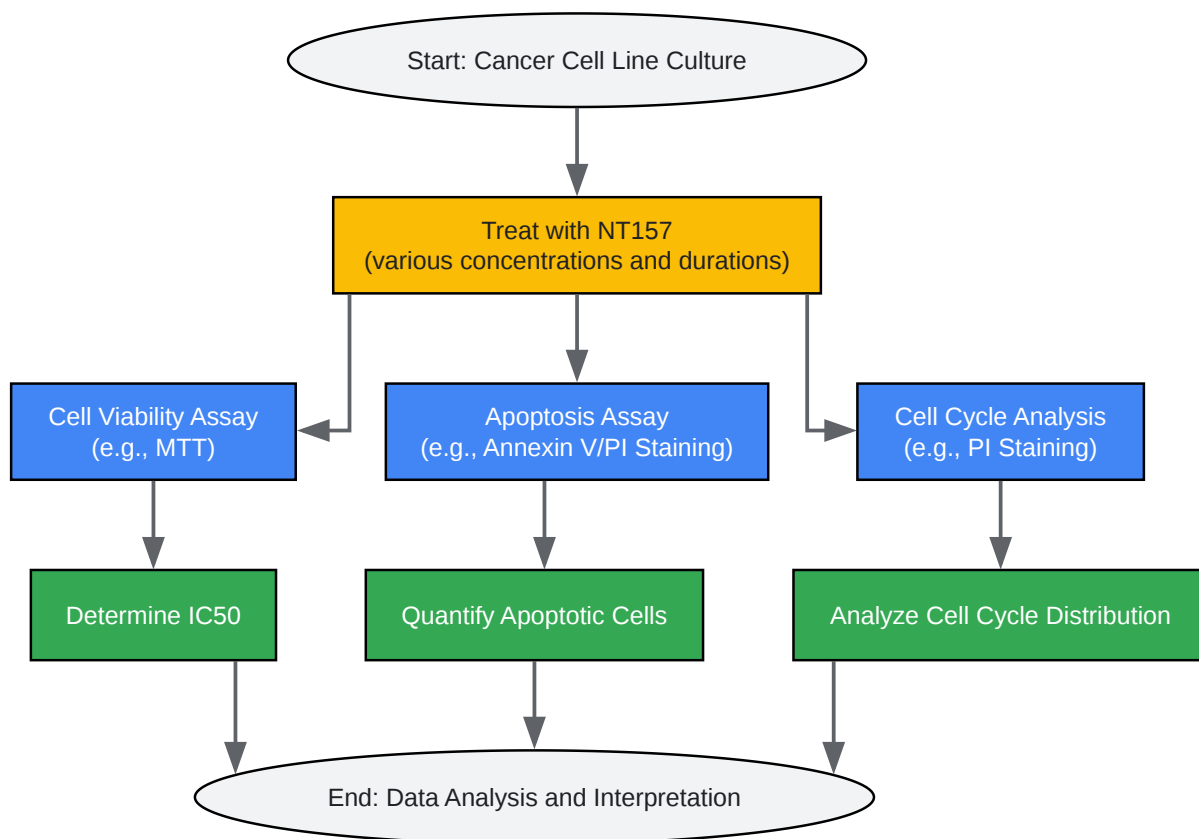 Start: Cancer Cell Line Culture
Treat with NT157
(various concentrations and durations)
Cell Viability Assay
(e.g., MTT)
Apoptosis Assay
(e.g., Annexin V/PI Staining)
Cell Cycle Analysis
(e.g., PI Staining)
Determine IC50
Quantify Apoptotic Cells
Analyze Cell Cycle Distribution
End: Data Analysis and Interpretation